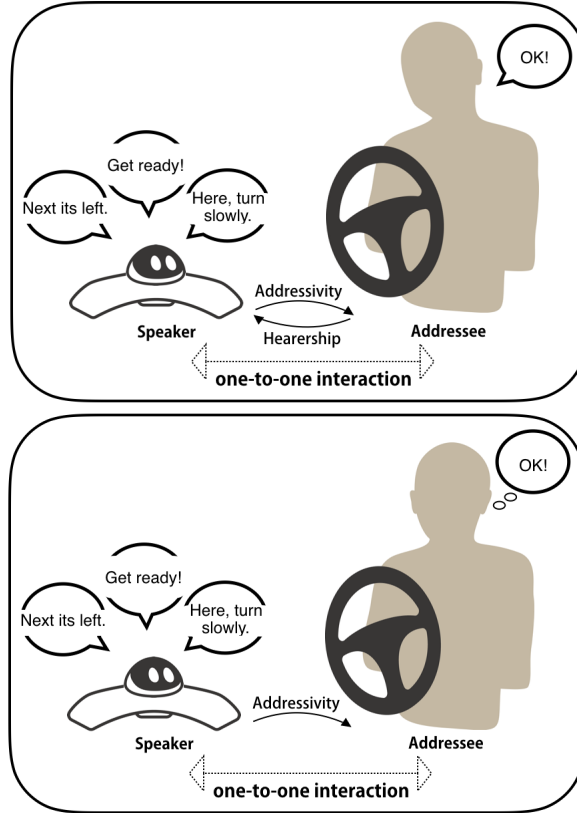 OK!
Get ready!
Next its left.
Here, turn
slowly.
Addressivity
Speaker
Addressee
Hearership
one-to-one interaction
OK!
Get ready!
Next its left.
Here, turn
slowly.
Addressivity
Speaker
Addressee
one-to-one interaction